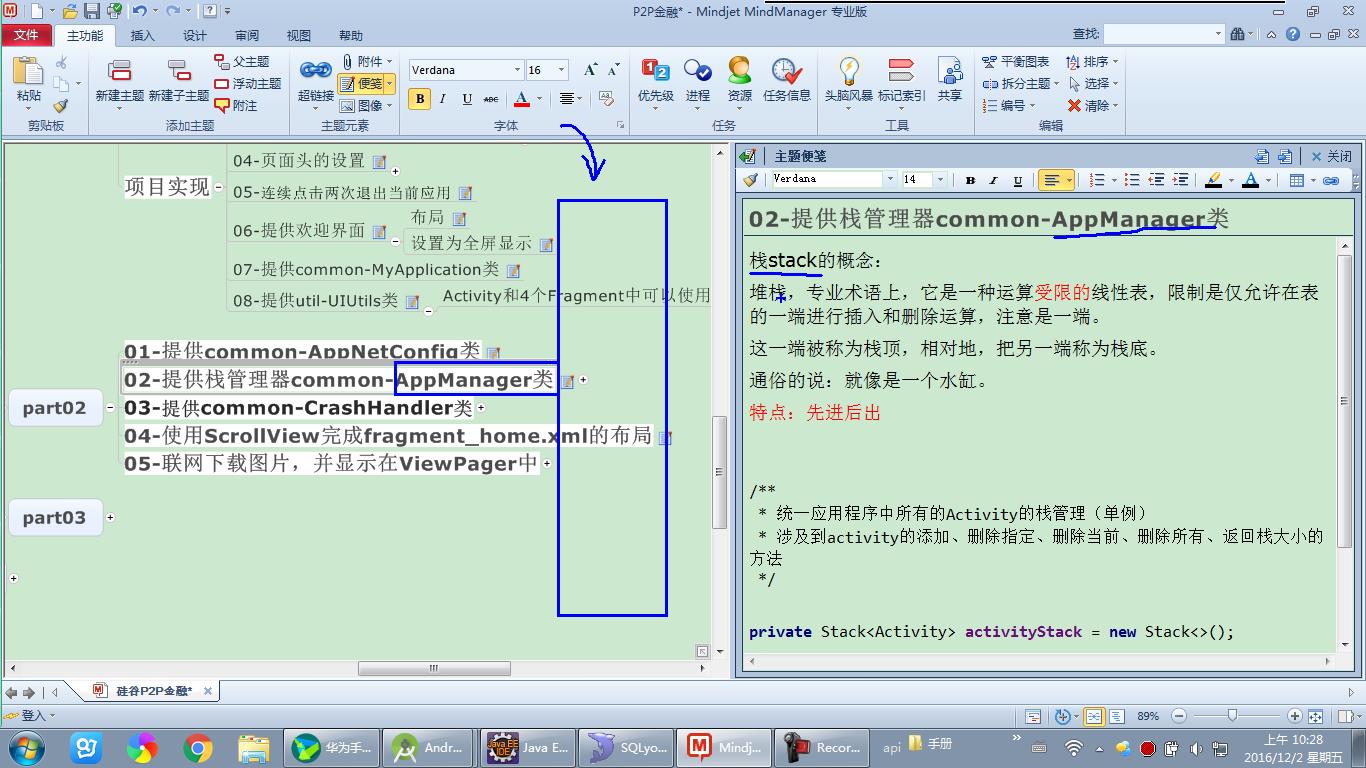 P2P金融* - Mindjet MindManager 专业版
文件
主功能
插入
设计
审阅
视图
帮助
查找:
粘贴
剪贴板
新建主题
新建子主题
父主题
浮动主题
附注
添加主题
超链接
附件
便笺
图像
主题元素
Verdana
16
B I U ABC A
字体
优先级
进程
资源
任务信息
任务
头脑风暴
标记索引
共享
工具
平衡图表
拆分主题
编号
排序
选择
清除
编辑
项目实现
04-页面头的设置
05-连续点击两次退出当前应用
06-提供欢迎界面
布局
设置为全屏显示
07-提供common-MyApplication类
08-提供util-UIUtils类
Activity和4个Fragment中可以使用
part02
01-提供common-AppNetConfig类
02-提供栈管理器common-AppManager类
03-提供common-CrashHandler类
04-使用ScrollView完成fragment_home.xml的布局
05-联网下载图片，并显示在ViewPager中
part03
主题便笺
关闭
Verdana
14
B I U
A
02-提供栈管理器common-AppManager类
栈stack的概念：
堆栈，专业术语上，它是一种运算受限的线性表，限制是仅允许在表
的一端进行插入和删除运算，注意是一端。
这一端被称为栈顶，相对地，把另一端称为栈底。
通俗的说：就像是一个水缸。
特点：先进后出
/**
* 统一应用程序中所有的Activity的栈管理（单例）
* 涉及到activity的添加、删除指定、删除当前、删除所有、返回栈大小的
方法
*/
private Stack<Activity> activityStack = new Stack<>();
硅谷P2P金融*
登入
89%
华为手...
Andr...
Java E...
SQLyo...
Mindj...
Recor...
api
手册
上午 10:28
2016/12/2 星期五